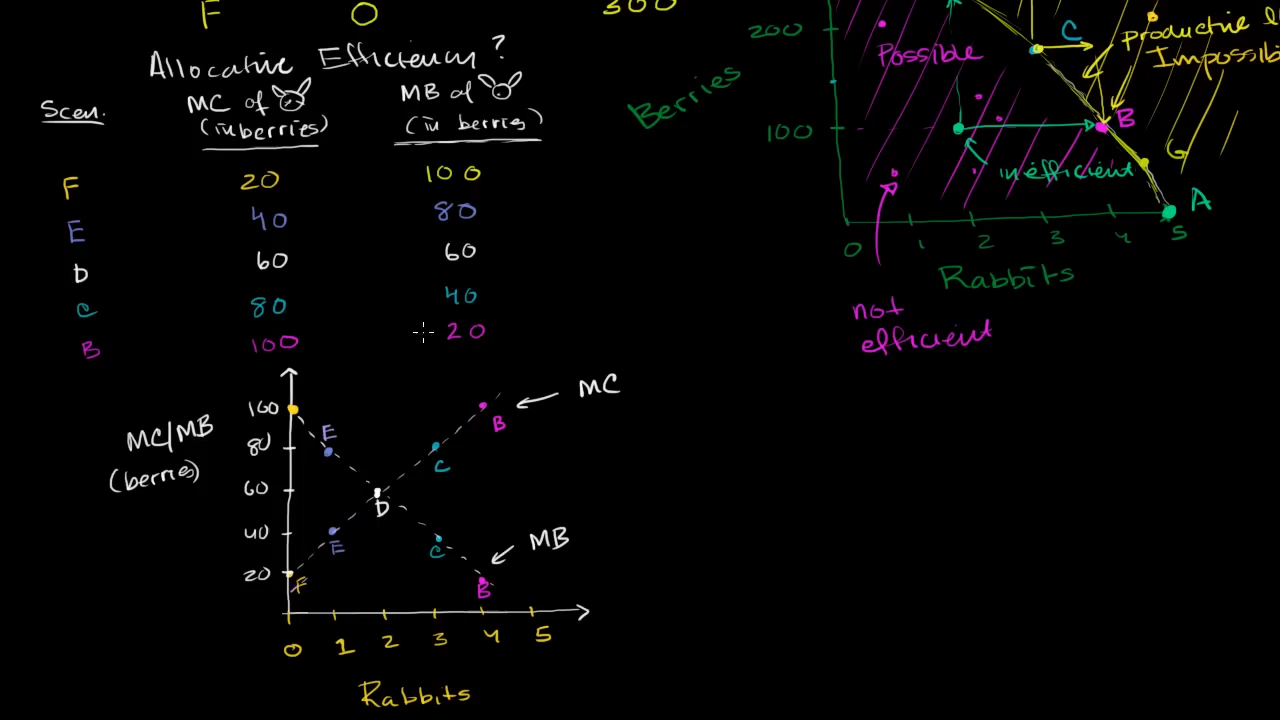 F 0 300
Allocative Efficiency?
Scen. MC of (in berries) MB of (in berries)
F 20 100
E 40 80
D 60 60
C 80 40
B 100 20
MC/MB
(berries)
100
80
60
40
20
E
D
C
B
F
E
C
B
MC
MB
0 1 2 3 4 5
Rabbits
200
100
Berries
Possible
C
Productive
Impossib
B
G
inefficient
A
0 1 2 3 4 5
Rabbits
not
efficient